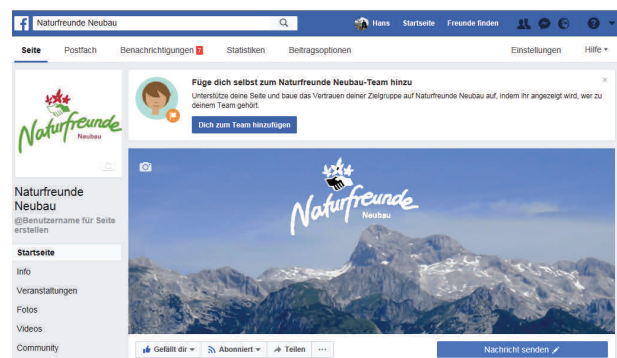 Naturfreunde Neubau
Hans Startseite Freunde finden
Seite Postfach Benachrichtigungen 7 Statistiken Beitragsoptionen Einstellungen Hilfe
Naturfreunde
Neubau
Füge dich selbst zum Naturfreunde Neubau-Team hinzu
Unterstütze deine Seite und baue das Vertrauen deiner Zielgruppe auf Naturfreunde Neubau auf, indem ihr angezeigt wird, wer zu
deinem Team gehört.
Dich zum Team hinzufügen
Naturfreunde
Neubau
Naturfreunde
Neubau
@Benutzername für Seite
erstellen
Startseite
Info
Veranstaltungen
Fotos
Videos
Community
Gefällt dir Abonniert Teilen ...
Nachricht senden